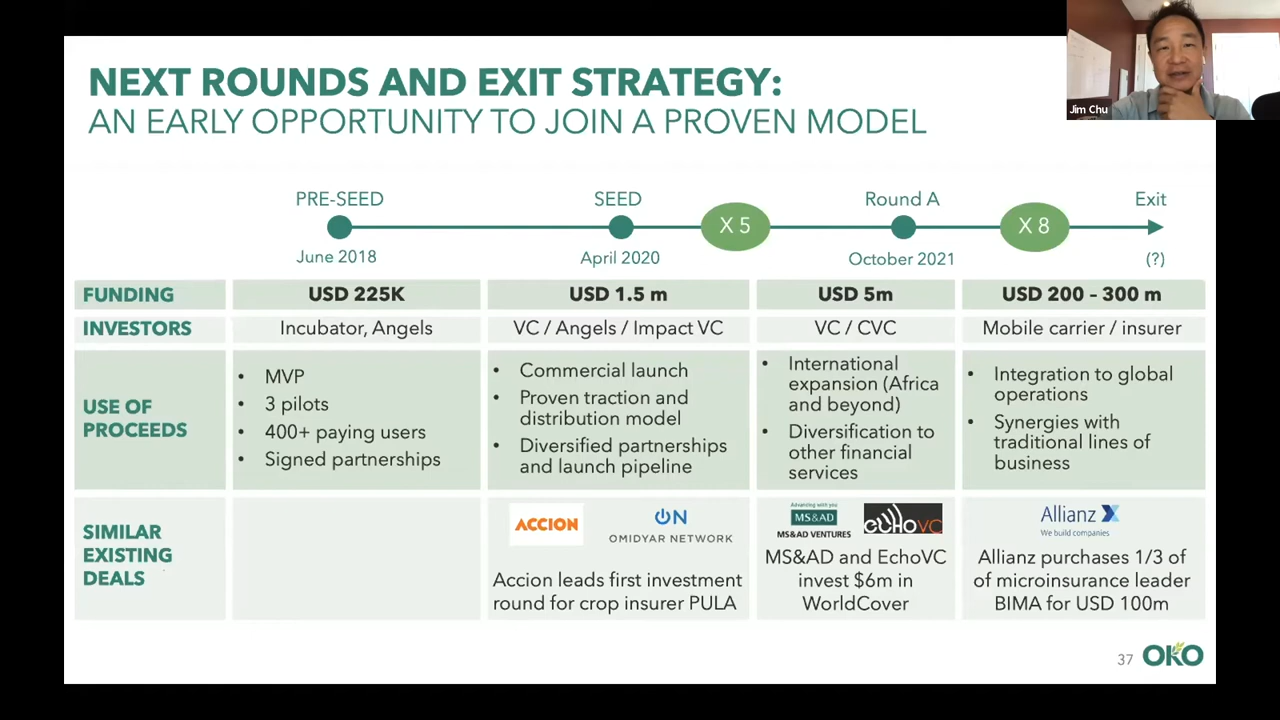 Jim Chu
NEXT ROUNDS AND EXIT STRATEGY:
AN EARLY OPPORTUNITY TO JOIN A PROVEN MODEL
PRE-SEED
SEED
Round A
Exit
X 5
X 8
June 2018
April 2020
October 2021
(?)
FUNDING
USD 225K
USD 1.5 m
USD 5m
USD 200 – 300 m
INVESTORS
Incubator, Angels
VC / Angels / Impact VC
VC / CVC
Mobile carrier / insurer
USE OF
PROCEEDS
• MVP
• 3 pilots
• 400+ paying users
• Signed partnerships
• Commercial launch
• Proven traction and
distribution model
• Diversified partnerships
and launch pipeline
• International
expansion (Africa
and beyond)
• Diversification to
other financial
services
• Integration to global
operations
• Synergies with
traditional lines of
business
SIMILAR
EXISTING
DEALS
ACCION
ON
OMIDYAR NETWORK
Accion leads first investment
round for crop insurer PULA
Advancing with you
MS&AD
MS&AD VENTURES
echovc
MS&AD and EchoVC
invest $6m in
WorldCover
Allianz X
We build companies
Allianz purchases 1/3 of
of microinsurance leader
BIMA for USD 100m
37
OKO